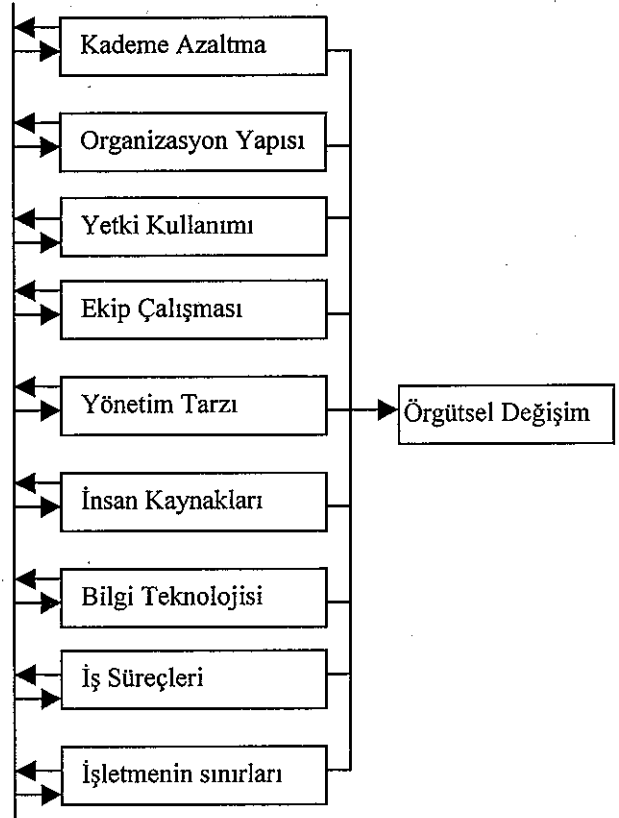 Kademe Azaltma
Organizasyon Yapısı
Yetki Kullanımı
Ekip Çalışması
Yönetim Tarzı
Örgütsel Değişim
İnsan Kaynakları
Bilgi Teknolojisi
İş Süreçleri
İşletmenin sınırları